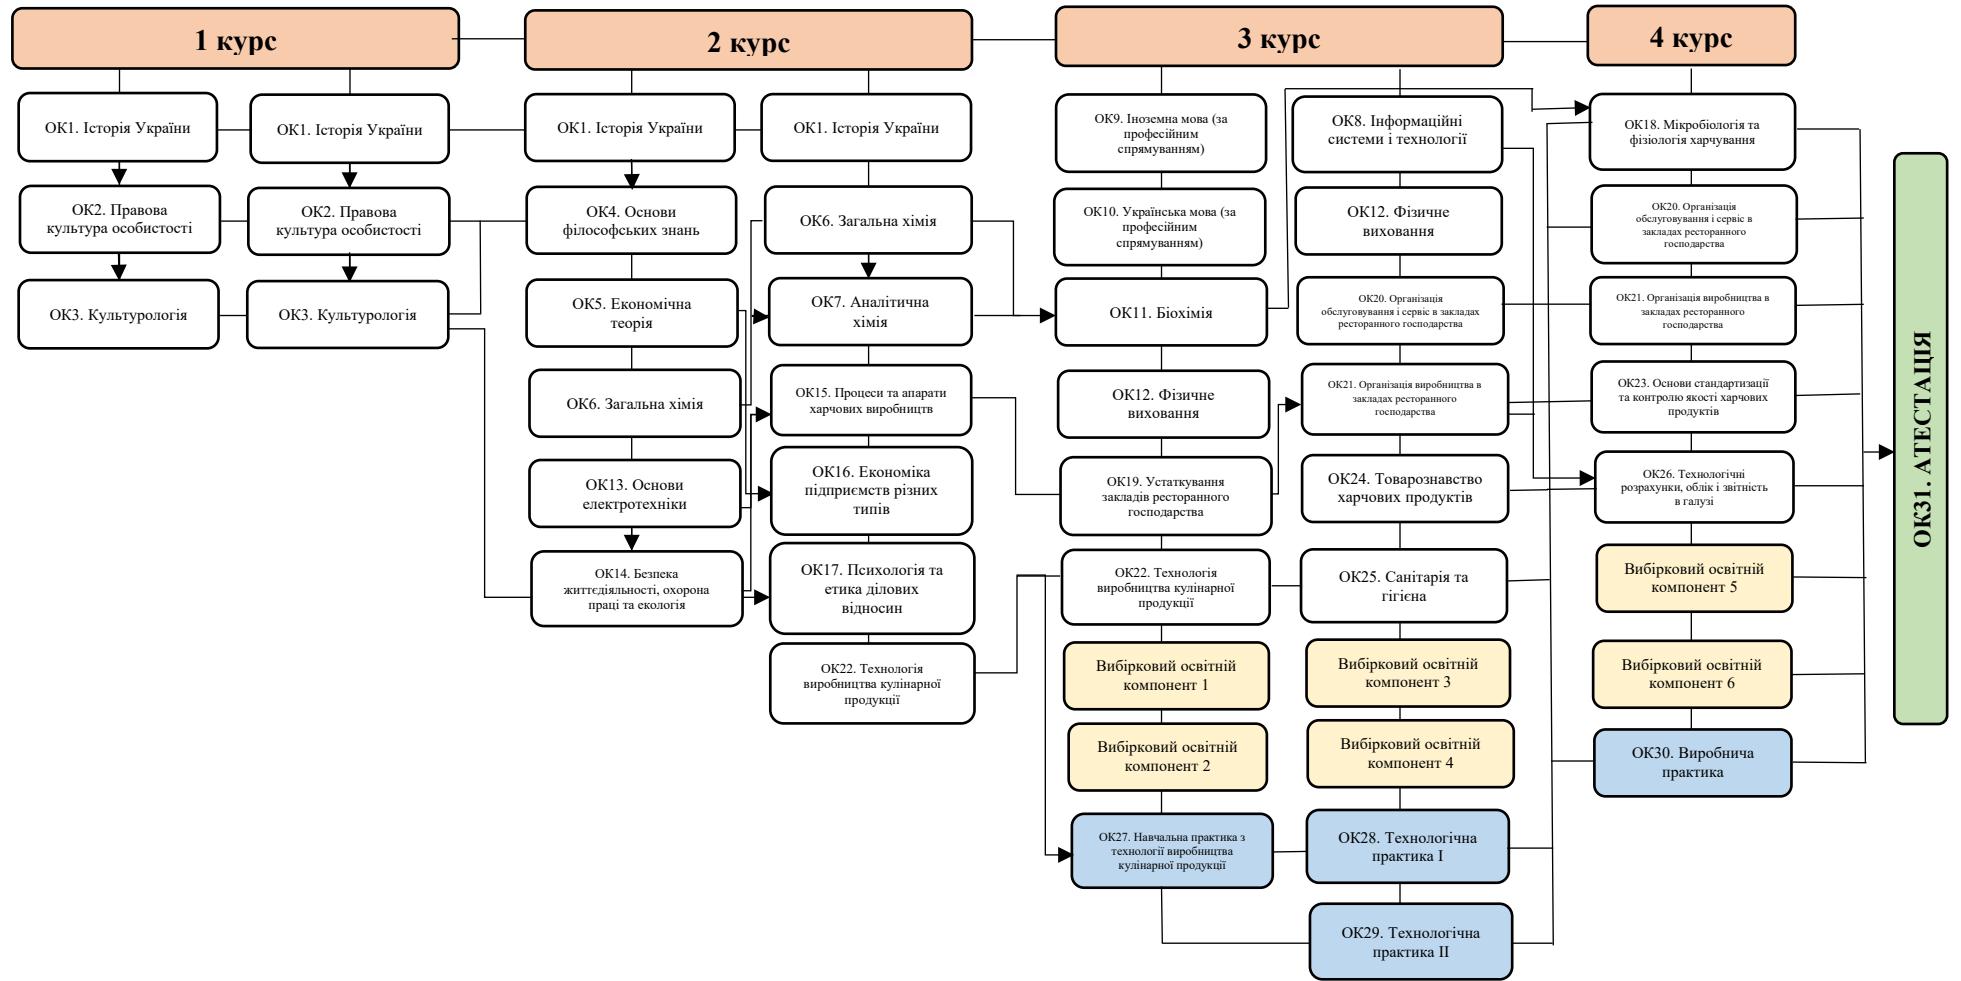 1 курс
2 курс
3 курс
4 курс
ОК1. Історія України
ОК2. Правова
культура особистості
ОК3. Культурологія
ОК1. Історія України
ОК2. Правова
культура особистості
ОК3. Культурологія
ОК1. Історія України
ОК4. Основи
філософських знань
ОК5. Економічна
теорія
ОК6. Загальна хімія
ОК13. Основи
електротехніки
ОК14. Безпека
життєдіяльності, охорона
праці та екологія
ОК1. Історія України
ОК6. Загальна хімія
ОК7. Аналітична
хімія
ОК15. Процеси та апарати
харчових виробництв
ОК16. Економіка
підприємств різних
типів
ОК17. Психологія та
етика ділових
відносин
ОК22. Технологія
виробництва кулінарної
продукції
ОК9. Іноземна мова (за
професійним
спрямуванням)
ОК10. Українська мова (за
професійним
спрямуванням)
ОК11. Біохімія
ОК12. Фізичне
виховання
ОК19. Устаткування
закладів ресторанного
господарства
ОК22. Технологія
виробництва кулінарної
продукції
Вибірковий освітній
компонент 1
Вибірковий освітній
компонент 2
ОК27. Навчальна практика з
технології виробництва
кулінарної продукції
ОК8. Інформаційні
системи і технології
ОК12. Фізичне
виховання
ОК20. Організація
обслуговування і сервіс в закладах
ресторанного господарства
ОК21. Організація виробництва в
закладах ресторанного
господарства
ОК24. Товарознавство
харчових продуктів
ОК25. Санітарія та
гігієна
Вибірковий освітній
компонент 3
Вибірковий освітній
компонент 4
ОК28. Технологічна
практика І
ОК29. Технологічна
практика ІІ
ОК18. Мікробіологія та
фізіологія харчування
ОК20. Організація
обслуговування і сервіс в
закладах ресторанного
господарства
ОК21. Організація виробництва в
закладах ресторанного
господарства
ОК23. Основи стандартизації
та контролю якості харчових
продуктів
ОК26. Технологічні
розрахунки, облік і звітність
в галузі
Вибірковий освітній
компонент 5
Вибірковий освітній
компонент 6
ОК30. Виробнича
практика
ОК31. АТЕСТАЦІЯ